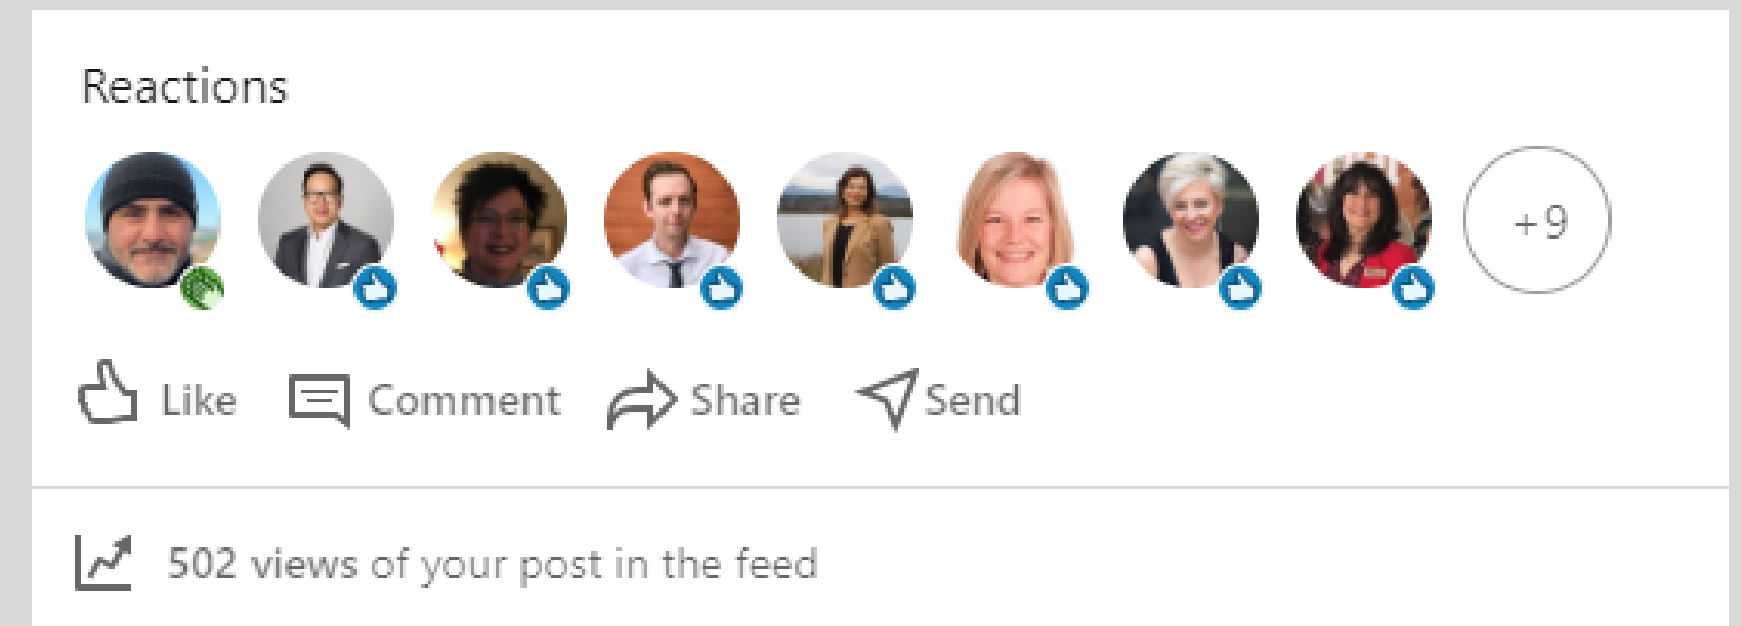 Reactions
+9
Like Comment Share Send
502 views of your post in the feed